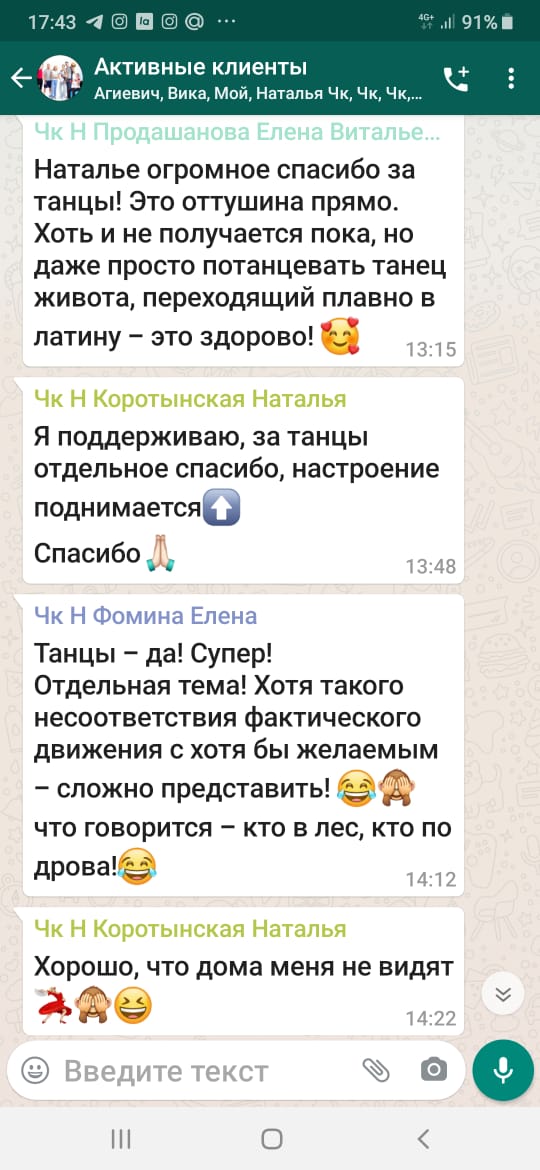 17:43 ...
4G+ 91%
Активные клиенты
Агиевич, Вика, Мой, Наталья Чк, Чк, Чк,...
Чк Н Продашанова Елена Виталье...
Наталье огромное спасибо за
танцы! Это оттушина прямо.
Хоть и не получается пока, но
даже просто потанцевать танец
живота, переходящий плавно в
латину – это здорово! 🥰
13:15
Чк Н Коротынская Наталья
Я поддерживаю, за танцы
отдельное спасибо, настроение
поднимается⬆️
Спасибо🙏🏻
13:48
Чк Н Фомина Елена
Танцы – да! Супер!
Отдельная тема! Хотя такого
несоответствия фактического
движения с хотя бы желаемым
– сложно представить! 😂🙈
что говорится – кто в лес, кто по
дрова!😂
14:12
Чк Н Коротынская Наталья
Хорошо, что дома меня не видят
💃🙈😆
14:22
Введите текст